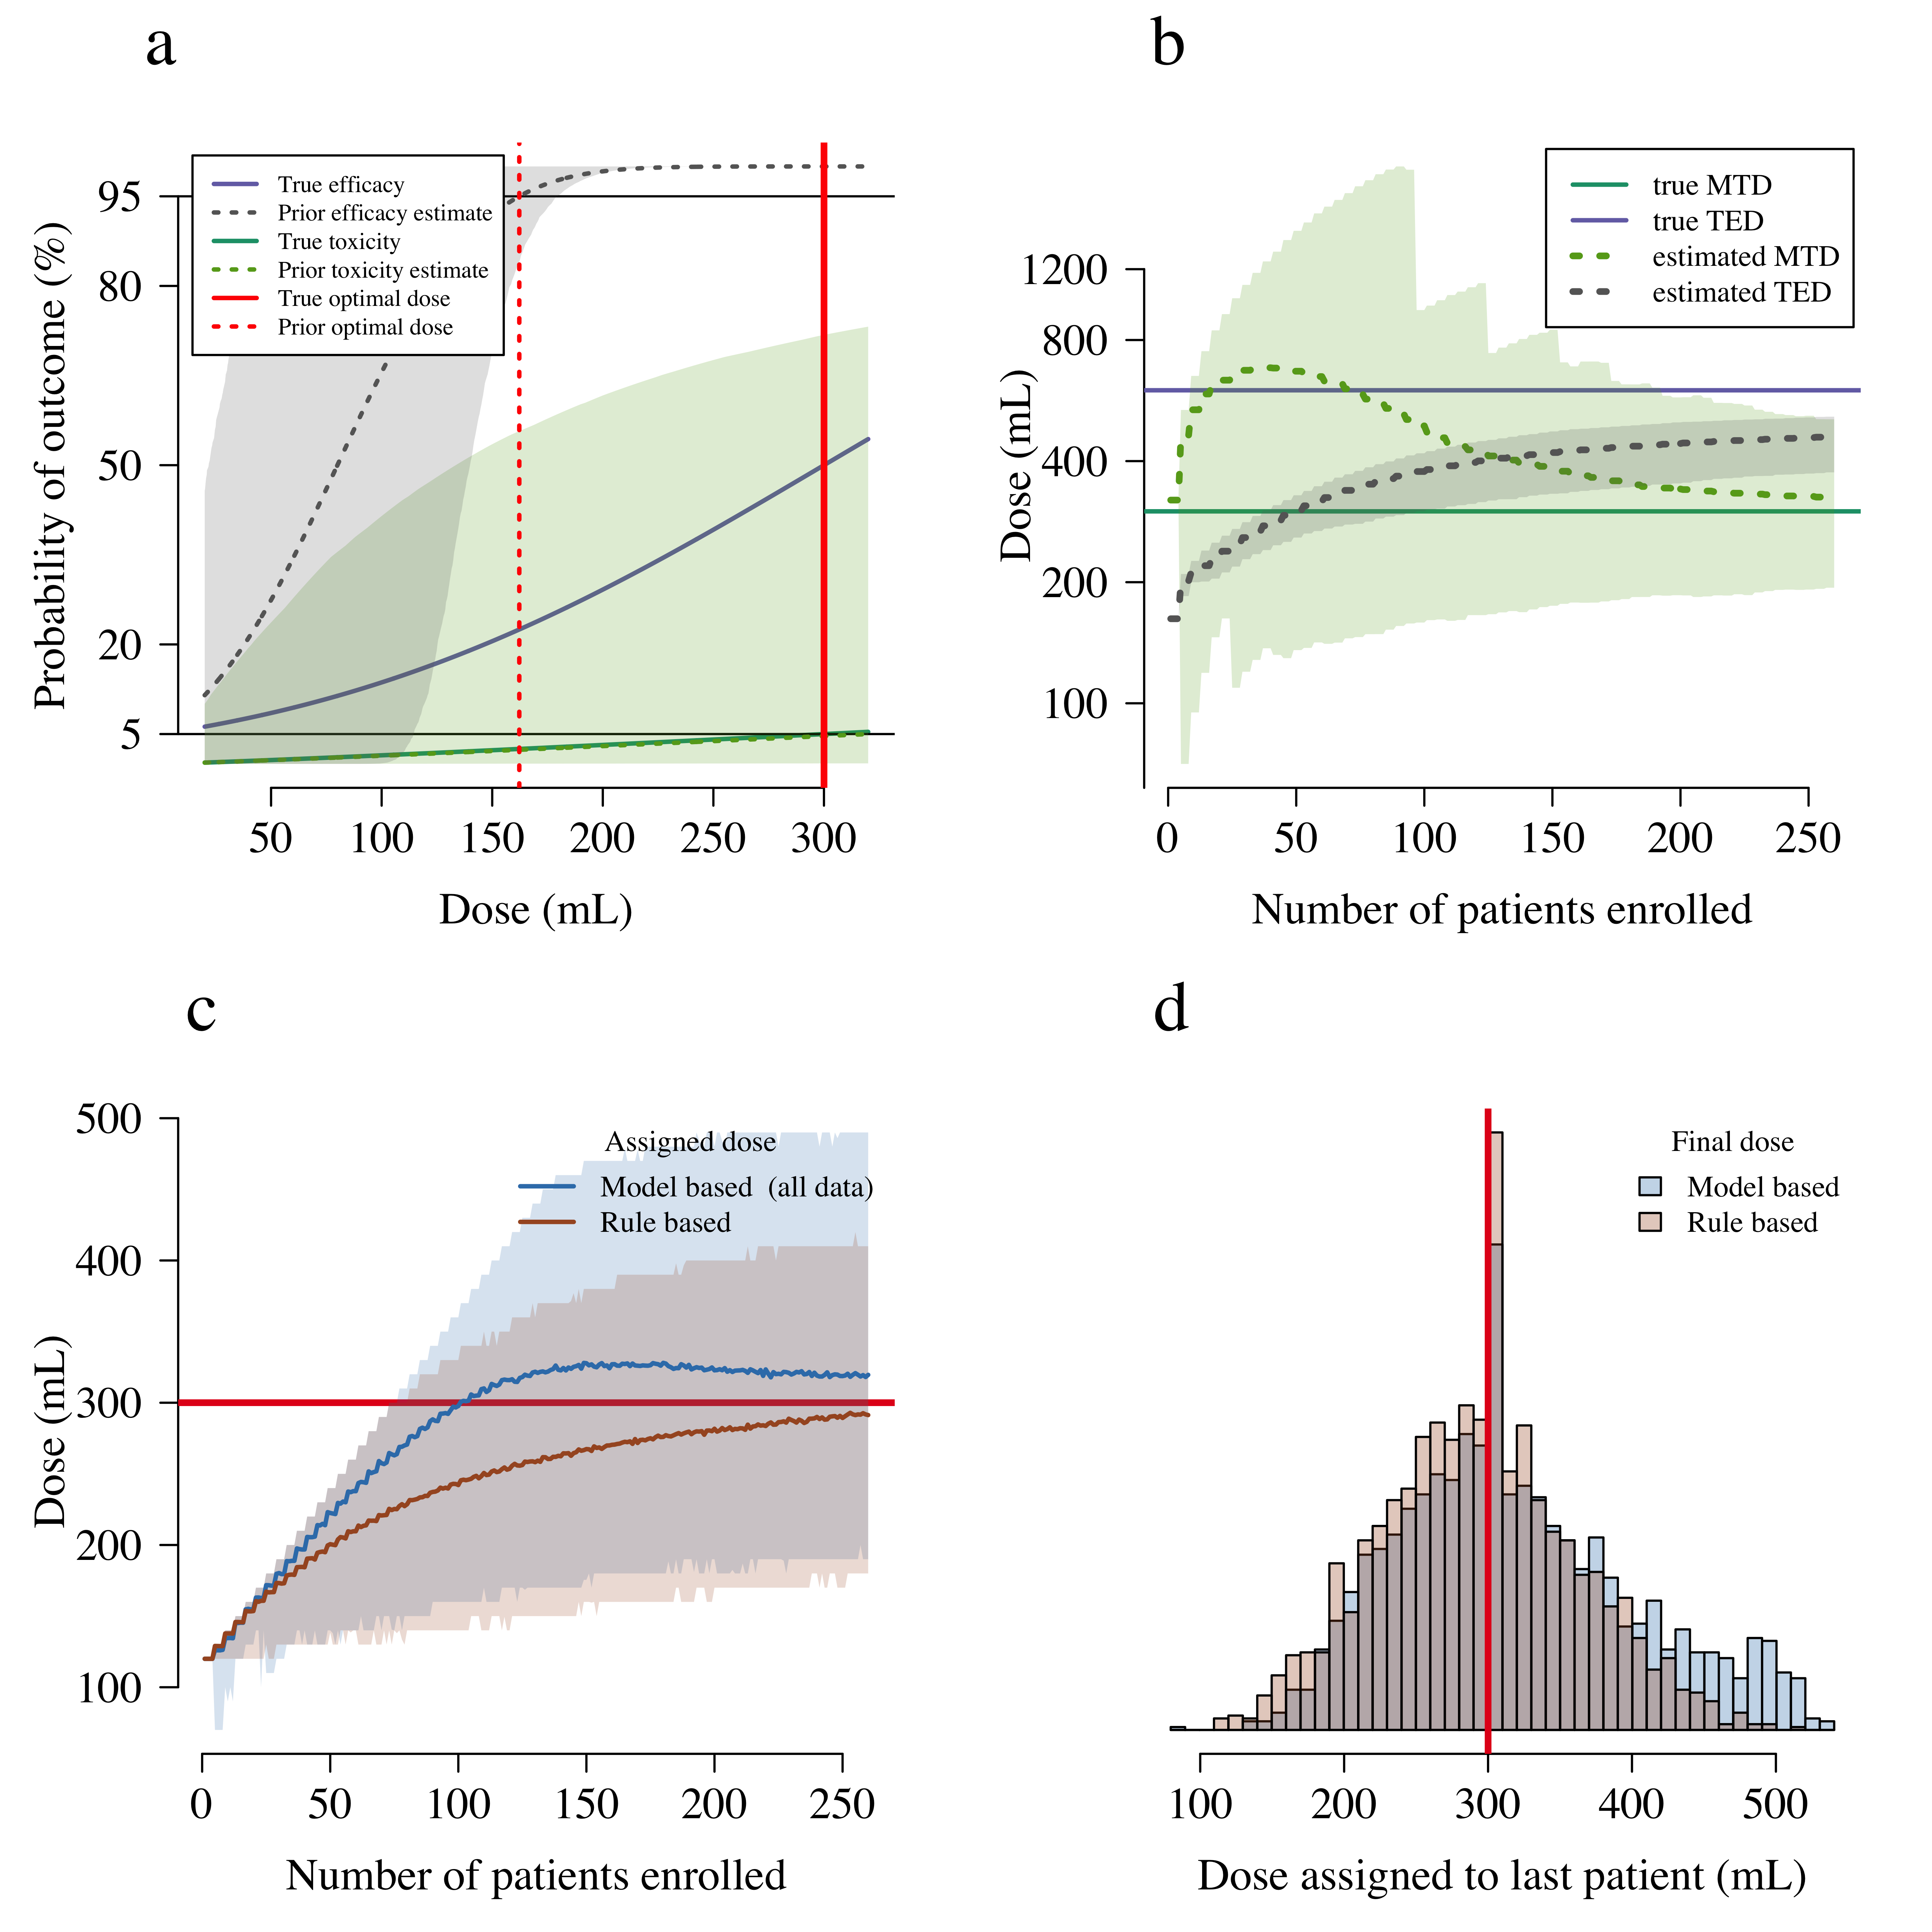 a
Probability of outcome (%)
95
80
50
20
5
True efficacy
Prior efficacy estimate
True toxicity
Prior toxicity estimate
True optimal dose
Prior optimal dose
50 100 150 200 250 300
Dose (mL)
b
Dose (mL)
1200
800
400
200
100
true MTD
true TED
estimated MTD
estimated TED
0 50 100 150 200 250
Number of patients enrolled
c
Dose (mL)
500
400
300
200
100
Assigned dose
Model based (all data)
Rule based
0 50 100 150 200 250
Number of patients enrolled
d
Final dose
Model based
Rule based
100 200 300 400 500
Dose assigned to last patient (mL)